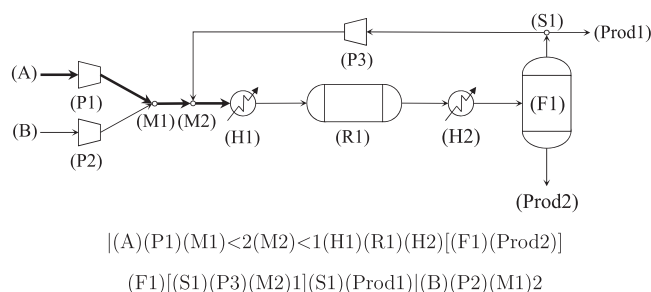 (S1)
(Prod1)
(P3)
(A)
(P1)
(F1)
(B)
(M1)
(M2)
(H1)
(R1)
(H2)
(P2)
(Prod2)
|(A)(P1)(M1)<2(M2)<1(H1)(R1)(H2)[(F1)(Prod2)]
(F1)[(S1)(P3)(M2)1](S1)(Prod1)|(B)(P2)(M1)2